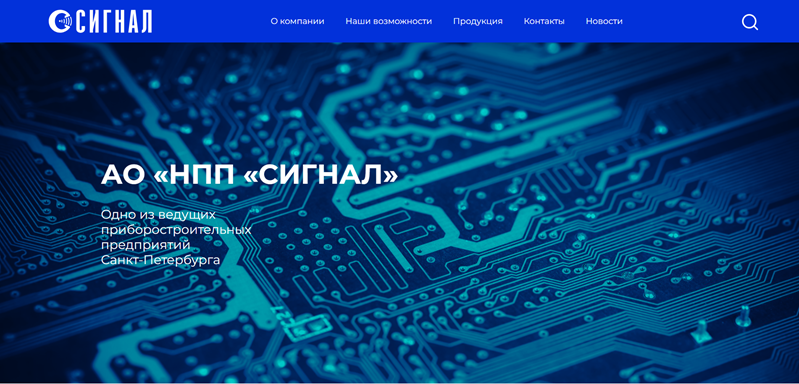 СИГНАЛ
О компании Наши возможности Продукция Контакты Новости
АО «НПП «СИГНАЛ»
Одно из ведущих
приборостроительных
предприятий
Санкт-Петербурга